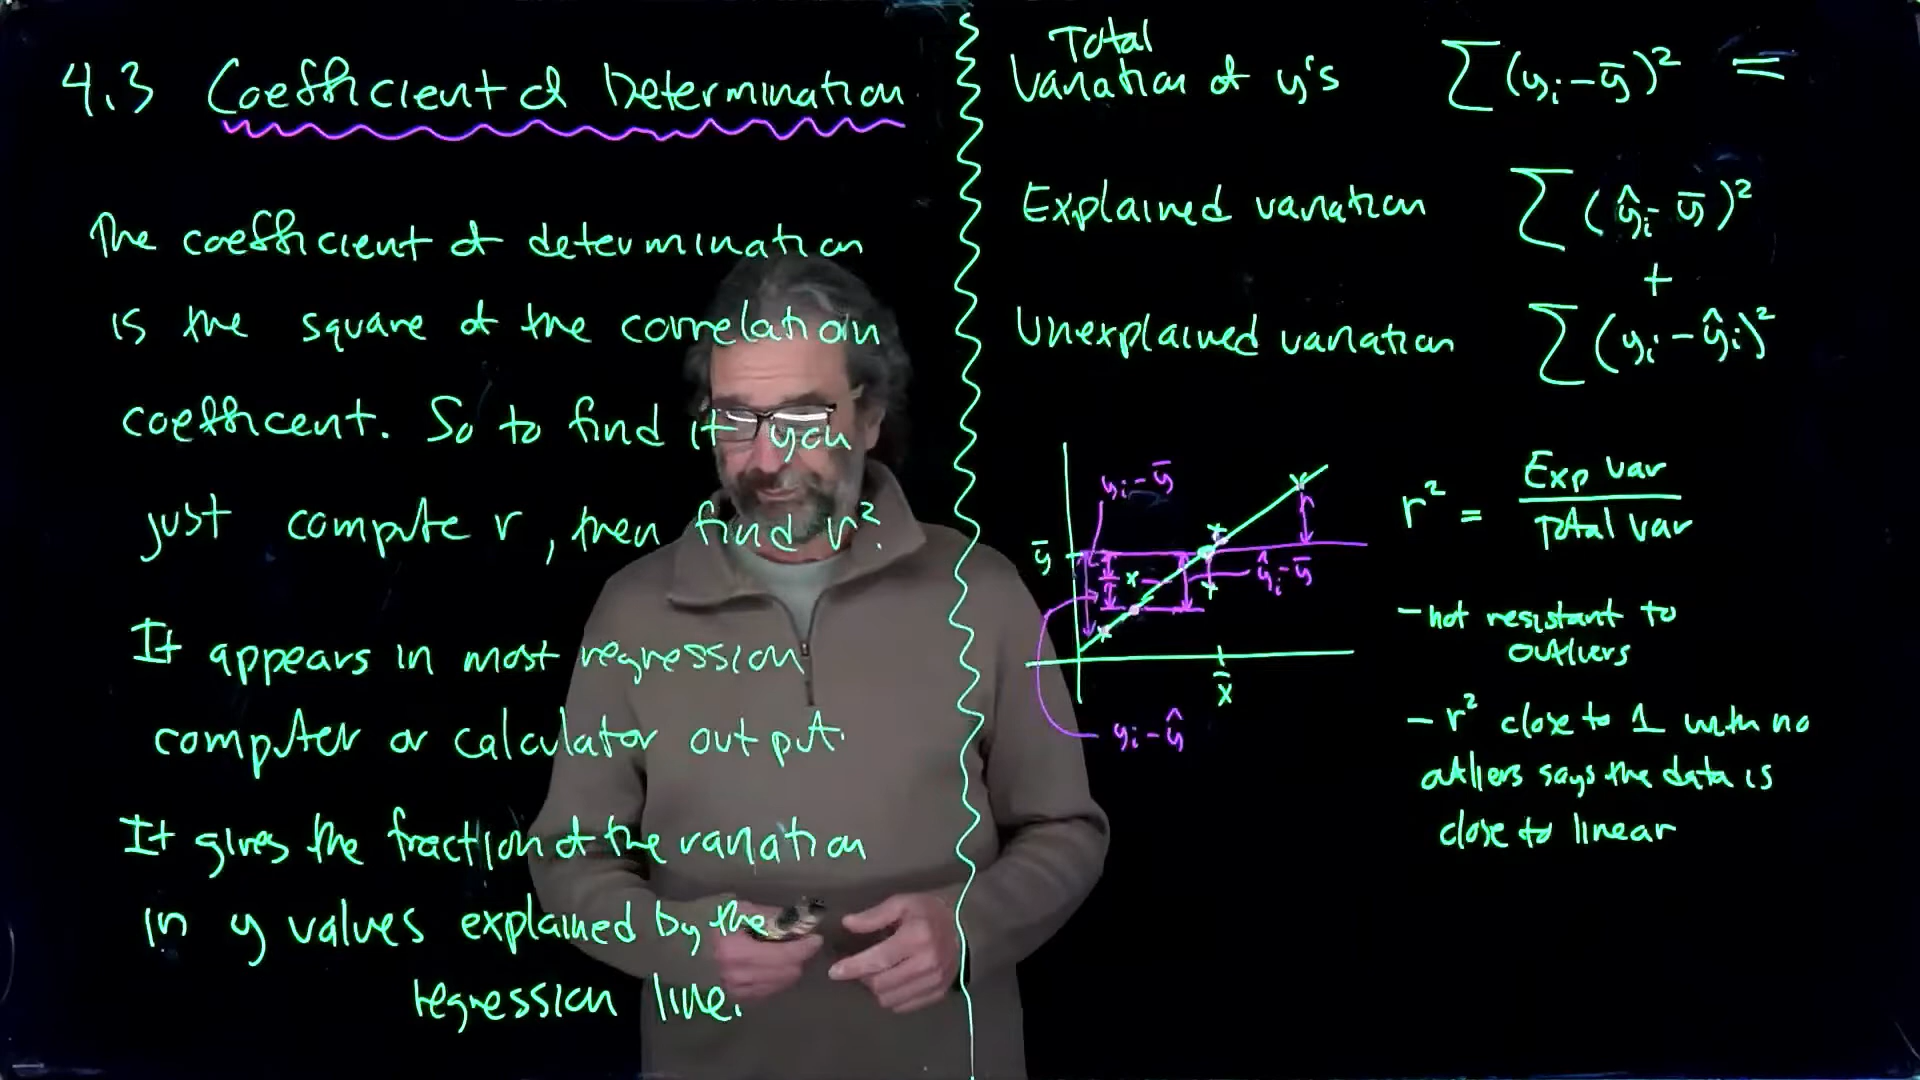 4.3 Coefficient of Determination
The coefficient of determination
is the square of the correlation
coefficent. So to find it you
just compute r, then find r².
It appears in most regression
computer or calculator output.
It gives the fraction of the variation
in y values explained by the
regression line.
Total
Variation of y's Σ(yᵢ-ȳ)² =
Explained variation Σ(ŷᵢ-ȳ)²
+
Unexplained variation Σ(yᵢ-ŷᵢ)²
yᵢ-ȳ
ȳ
ŷᵢ-ȳ
x̄
yᵢ-ŷ
r² = Exp var
Total var
- not resistant to
outliers
- r² close to 1 with no
outliers says the data is
close to linear